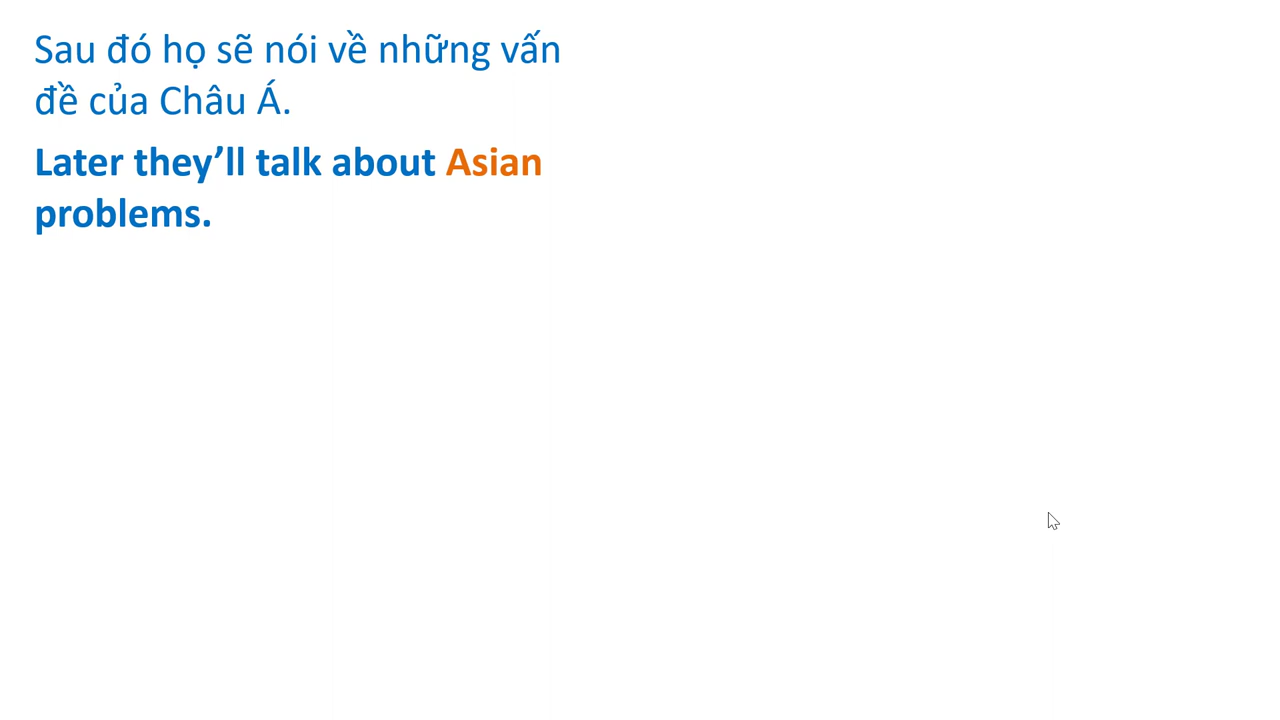 Sau đó họ sẽ nói về những vấn
đề của Châu Á.
Later they’ll talk about Asian
problems.